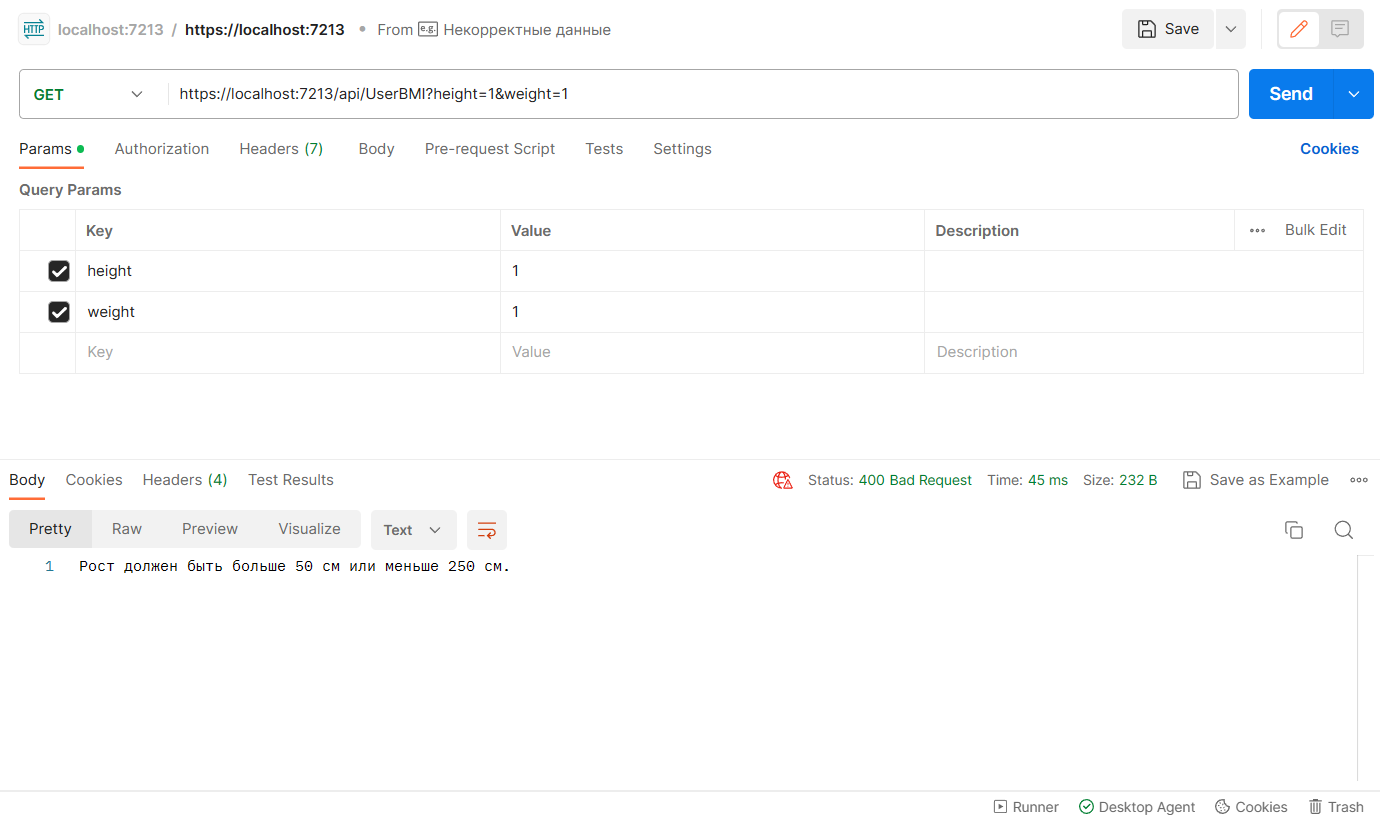 HTTP localhost:7213 / https://localhost:7213 • From e.g. Некорректные данные Save
GET https://localhost:7213/api/UserBMI?height=1&weight=1 Send
Params Authorization Headers (7) Body Pre-request Script Tests Settings Cookies
Query Params
Key Value Description ••• Bulk Edit
height 1
weight 1
Key Value Description
Body Cookies Headers (4) Test Results Status: 400 Bad Request Time: 45 ms Size: 232 B Save as Example •••
Pretty Raw Preview Visualize Text
1 Рост должен быть больше 50 см или меньше 250 см.
Runner Desktop Agent Cookies Trash